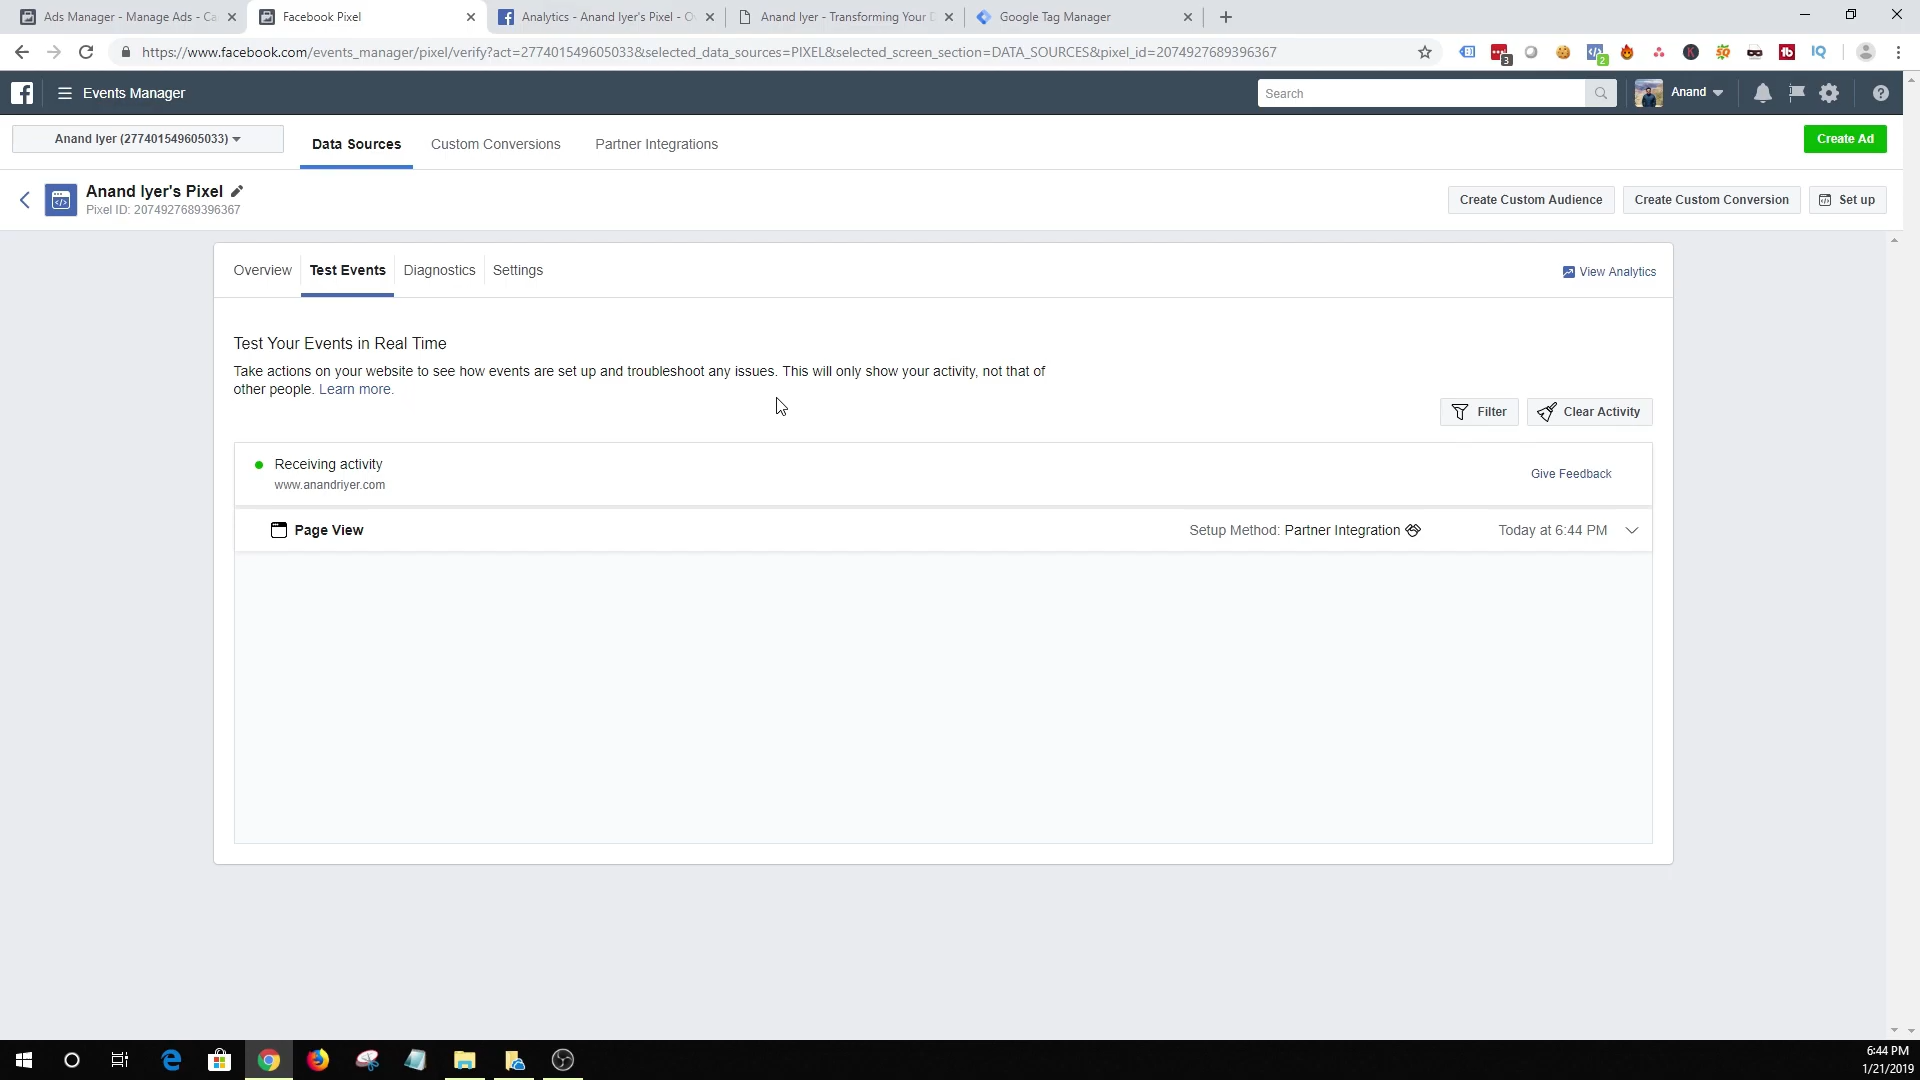 Ads Manager - Manage Ads - Ca
Facebook Pixel
Analytics - Anand Iyer's Pixel - O
Anand Iyer - Transforming Your D
Google Tag Manager
https://www.facebook.com/events_manager/pixel/verify?act=277401549605033&selected_data_sources=PIXEL&selected_screen_section=DATA_SOURCES&pixel_id=2074927689396367
3
2
Events Manager
Search
Anand
Anand Iyer (277401549605033)
Data Sources
Custom Conversions
Partner Integrations
Create Ad
Anand Iyer's Pixel
Pixel ID: 2074927689396367
Create Custom Audience
Create Custom Conversion
Set up
Overview
Test Events
Diagnostics
Settings
View Analytics
Test Your Events in Real Time
Take actions on your website to see how events are set up and troubleshoot any issues. This will only show your activity, not that of
other people. Learn more.
Filter
Clear Activity
Receiving activity
www.anandriyer.com
Give Feedback
Page View
Setup Method: Partner Integration
Today at 6:44 PM
6:44 PM
1/21/2019